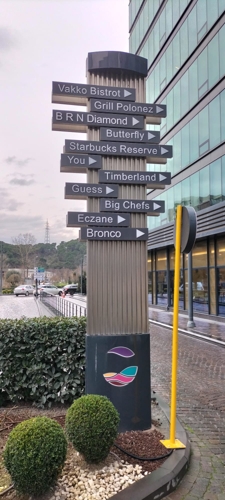 Vakko Bistrot ▶
Grill Polonez ▶
B R N Diamond ▶
Butterfly ▶
Starbucks Reserve ▶
You ▶
Timberland ▶
Guess ▶
Big Chefs ▶
Eczane ▶
Bronco ▶